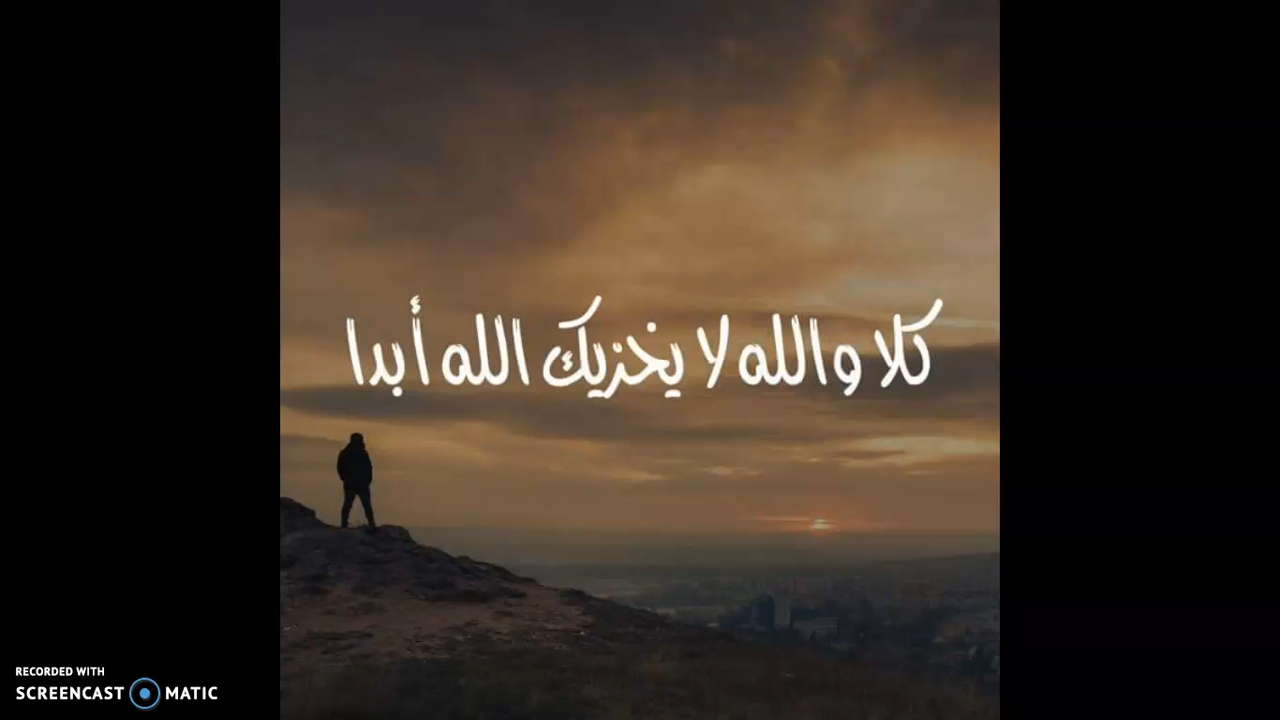 كلا والله لا يخزيك الله أبدا
RECORDED WITH
SCREENCAST MATIC